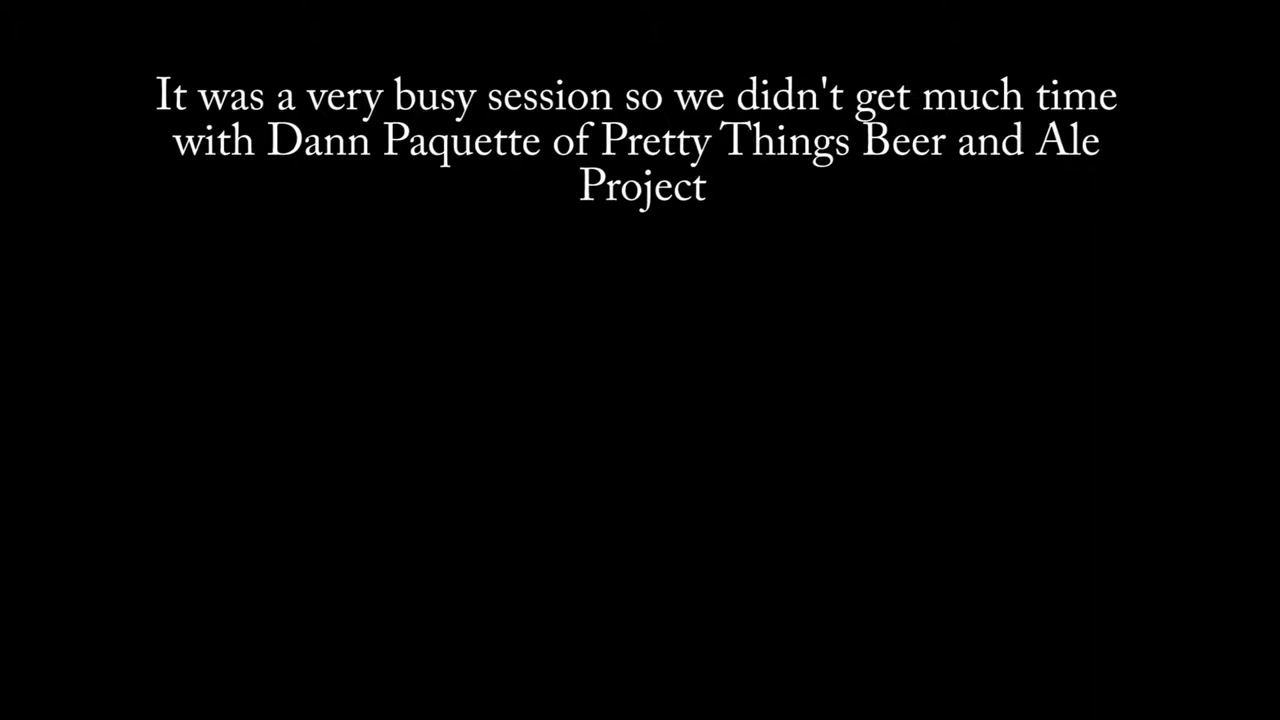 It was a very busy session so we didn't get much time
with Dann Paquette of Pretty Things Beer and Ale
Project